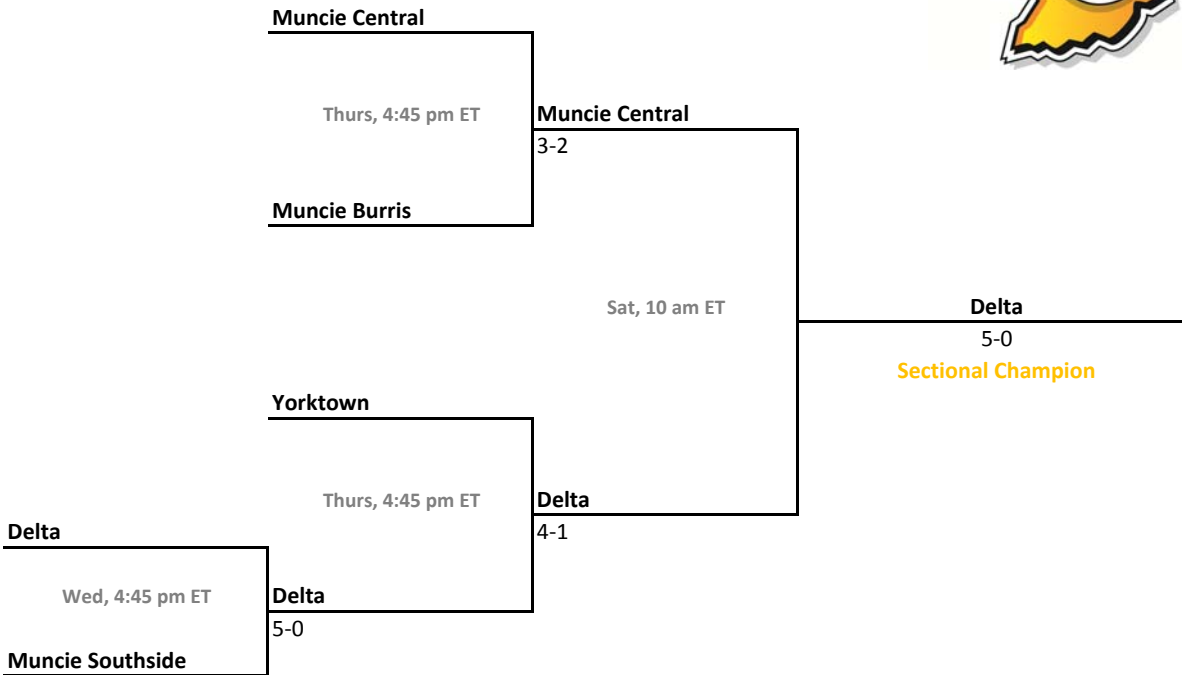 Muncie Central
Thurs, 4:45 pm ET
Muncie Central
3-2
Muncie Burris
Sat, 10 am ET
Delta
5-0
Sectional Champion
Yorktown
Thurs, 4:45 pm ET
Delta
4-1
Delta
Wed, 4:45 pm ET
Delta
5-0
Muncie Southside